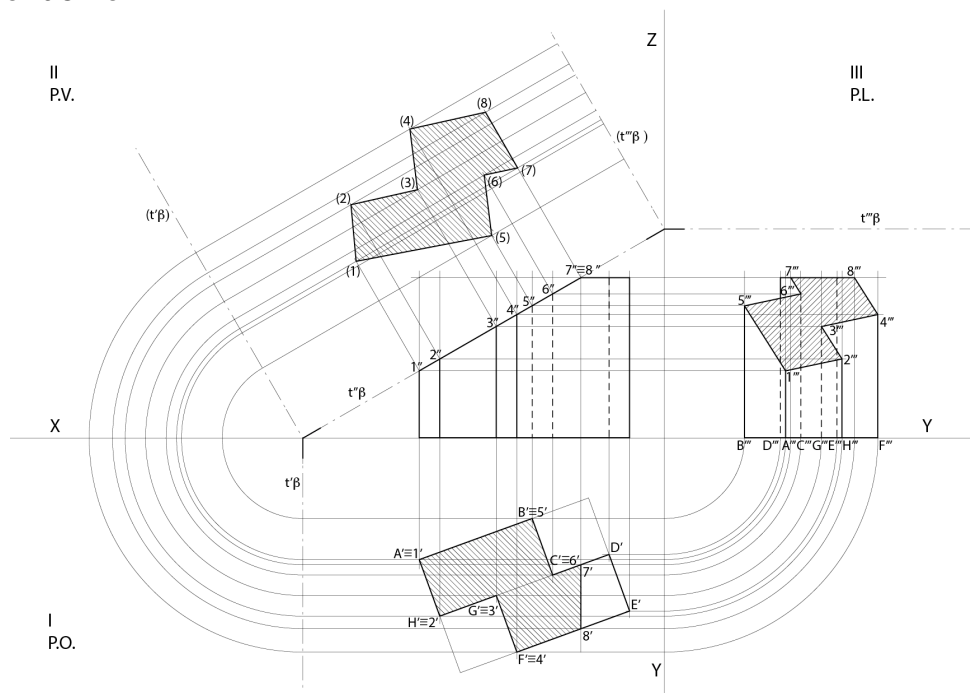 Z
II
P.V.
III
P.L.
(8)
(4)
(t‴β )
(7)
(6)
(3)
(2)
(t′β)
(5)
(1)
t‴β
7″≡8 ″
7‴
8‴
6″
6‴
5″
5‴
4″
4‴
3″
3‴
2″
2‴
1″
1‴
t″β
X
Y
B‴
D‴
A‴
C‴
G‴
E‴
H‴
F‴
t′β
B′≡5′
D′
A′≡1′
C′≡6′
7′
E′
G′≡3′
H′≡2′
8′
I
P.O.
F′≡4′
Y